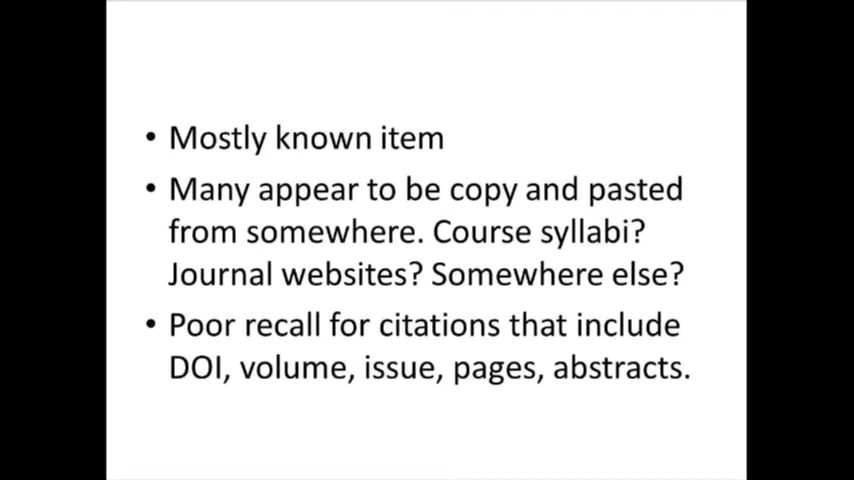 • Mostly known item
• Many appear to be copy and pasted
from somewhere. Course syllabi?
Journal websites? Somewhere else?
• Poor recall for citations that include
DOI, volume, issue, pages, abstracts.